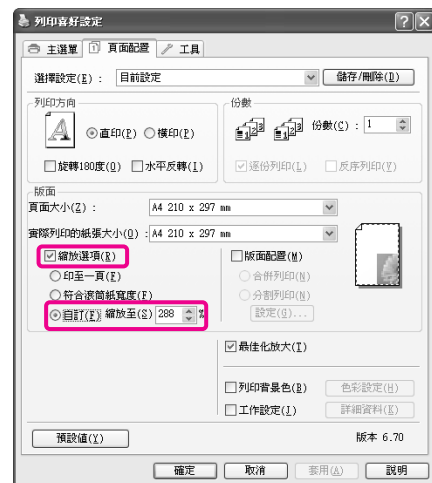 列印喜好設定
主選單 頁面配置 工具
選擇設定(E) : 目前設定 儲存/刪除(D)
列印方向
直印(P) 橫印(P)
旋轉180度(O) 水平反轉(I)
份數
份數(C) : 1
逐份列印(L) 反序列印(V)
版面
頁面大小(Z) : A4 210 x 297 mm
實際列印的紙張大小(O) : A4 210 x 297 mm
縮放選項(R)
印至一頁(F)
符合滾筒紙寬度(F)
自訂(F) 縮放至(S) 288 %
版面配置(M)
合併列印(N)
分割列印(N)
設定(G)...
最佳化放大(T)
列印背景色(B) 色彩設定(H)
工作設定(J) 詳細資料(K)
預設值(Y) 版本 6.70
確定 取消 套用(A) 說明